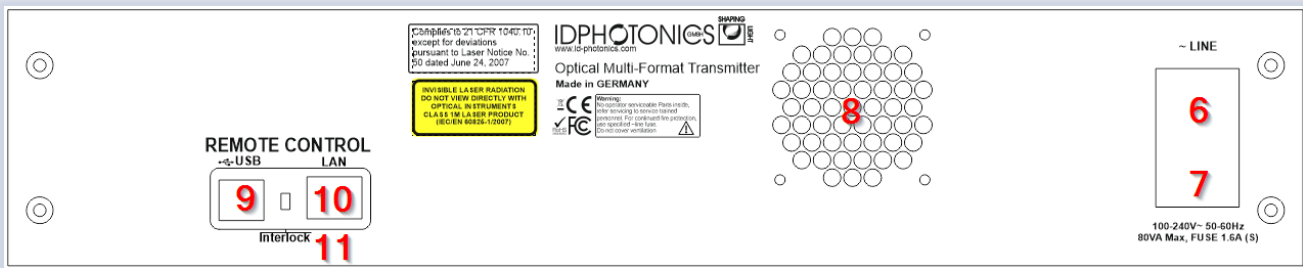 Complies to 21 CFR 1040.10
except for deviations
pursuant to Laser Notice No.
50 dated June 24, 2007
INVISIBLE LASER RADIATION
DO NOT VIEW DIRECTLY WITH
OPTICAL INSTRUMENTS
CLASS 1M LASER PRODUCT
(IEC/EN 60825-1/2007)
IDPHOTONICS GMBH
SHAPING
LIGHT
www.id-photonics.com
Optical Multi-Format Transmitter
Made in GERMANY
CE
FC
RoHS
Warning:
No operator serviceable Parts inside,
refer servicing to service trained
personnel. For continued fire protection,
use specified -line fuse.
Do not cover ventilation
8
~ LINE
6
7
100-240V~ 50-60Hz
80VA Max, FUSE 1.6A (S)
REMOTE CONTROL
USB
LAN
9
10
Interlock
11